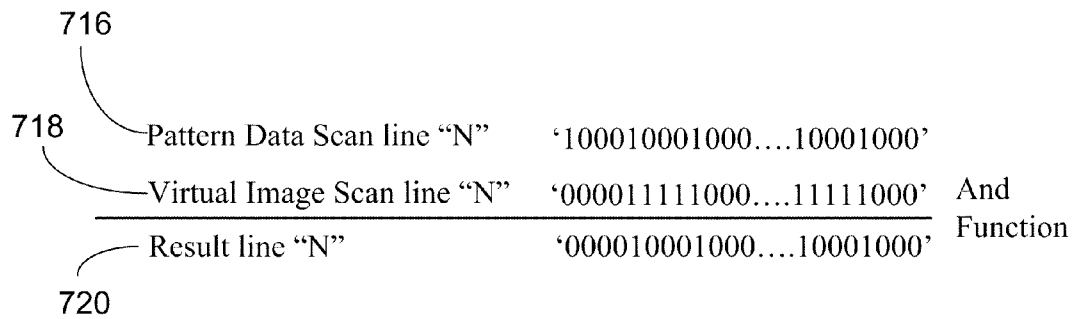 716
718
Pattern Data Scan line “N” ‘100010001000....10001000’
Virtual Image Scan line “N” ‘000011111000....11111000’ And
Function
Result line “N” ‘000010001000....10001000’
720